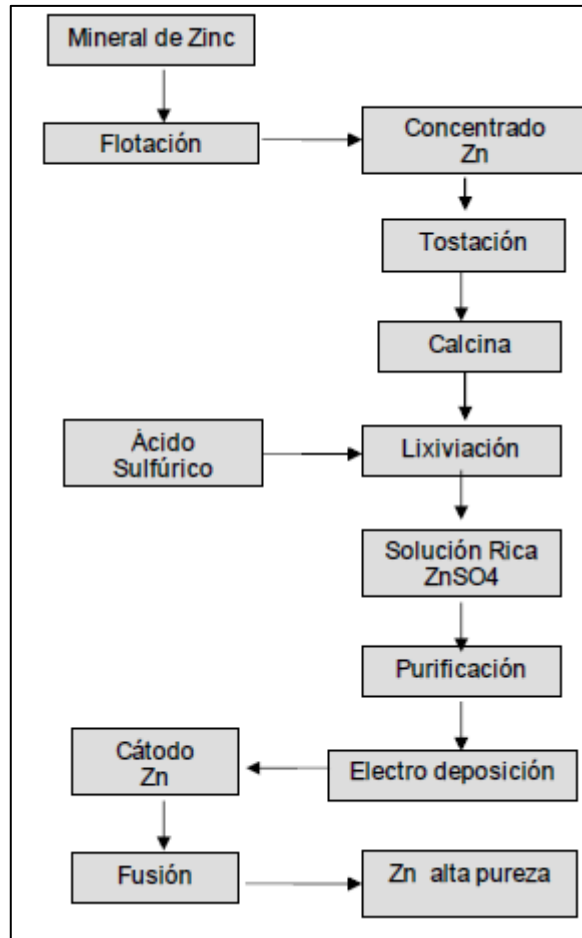 Mineral de Zinc
Flotación
Concentrado
Zn
Tostación
Calcina
Ácido
Sulfúrico
Lixiviación
Solución Rica
ZnSO4
Purificación
Electro deposición
Cátodo
Zn
Fusión
Zn alta pureza